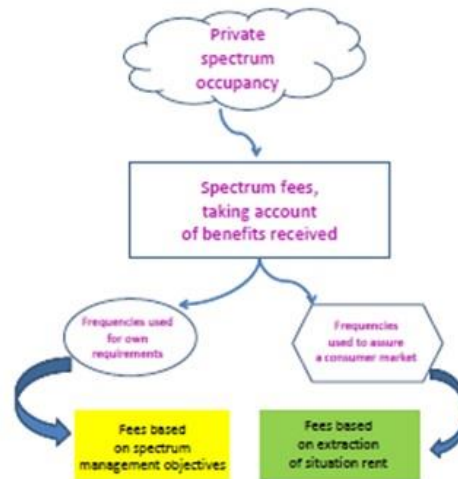 Private
spectrum
occupancy
Spectrum fees,
taking account
of benefits received
Frequencies used
for own
requirements
Frequencies
used to assure
a consumer market
Fees based
on spectrum
management objectives
Fees based
on extraction
of situation rent